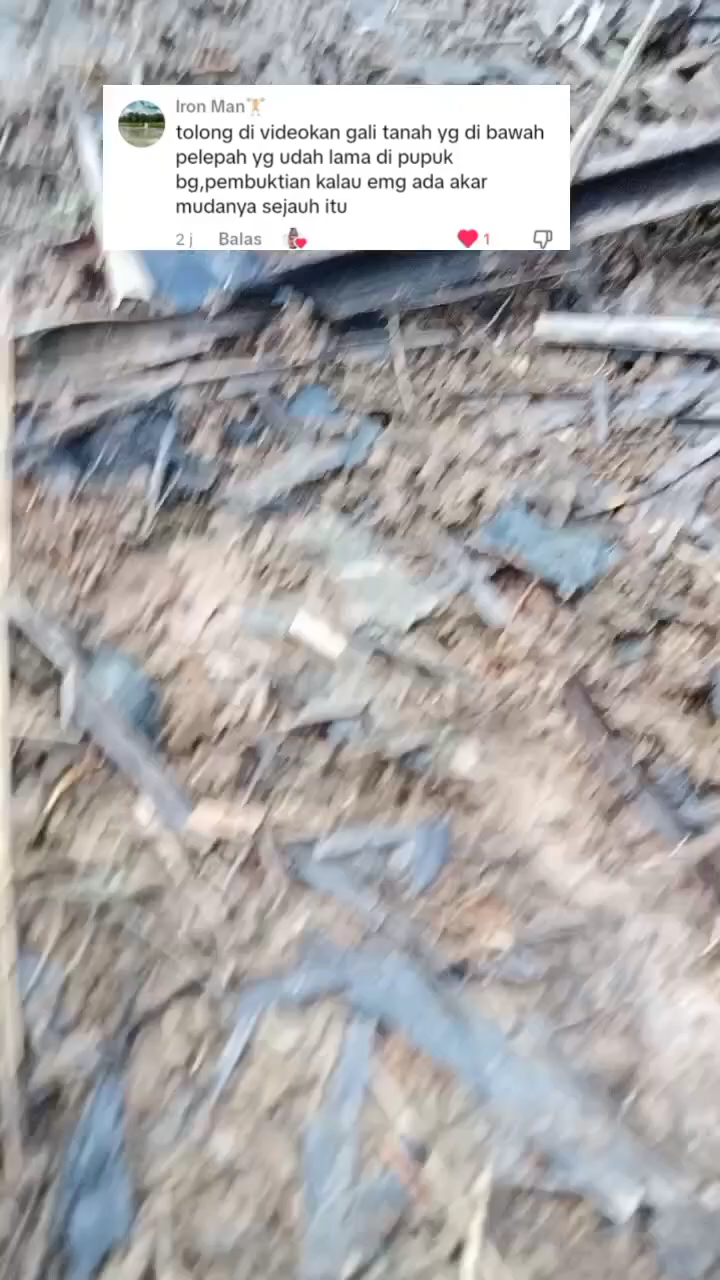 Iron Man🏋
tolong di videokan gali tanah yg di bawah
pelepah yg udah lama di pupuk
bg,pembuktian kalau emg ada akar
mudanya sejauh itu
2 j Balas 1